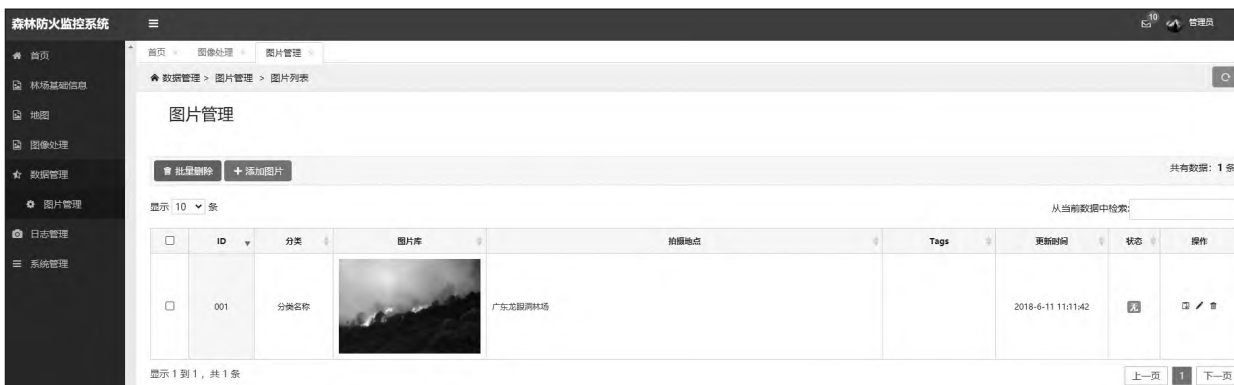 森林防火监控系统
10 管理员
首页
林场基础信息
地图
图像处理
数据管理
图片管理
日志管理
系统管理
首页 图像处理 图片管理
数据管理 > 图片管理 > 图片列表
图片管理
批量删除 添加图片 共有数据：1 条
显示 10 条 从当前数据中检索:
ID 分类 图片库 拍摄地点 Tags 更新时间 状态 操作
001 分类名称 广东龙眼洞林场 2018-6-11 11:11:42 无
显示 1 到 1，共 1 条 上一页 1 下一页